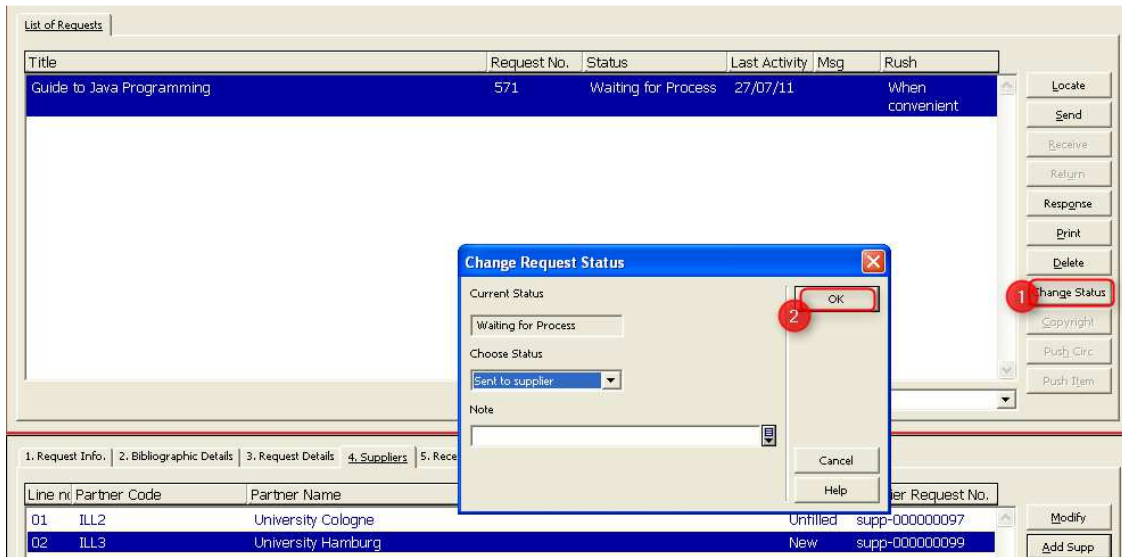 List of Requests
Title Request No. Status Last Activity Msg Rush
Guide to Java Programming 571 Waiting for Process 27/07/11 When
convenient
Locate
Send
Receive
Return
Response
Print
Delete
1 Change Status
Copyright
Push Circ
Push Item
Change Request Status
Current Status
Waiting for Process
Choose Status
Sent to supplier
Note
OK
2
Cancel
Help
1. Request Info. 2. Bibliographic Details 3. Request Details 4. Suppliers 5. Rece
Line Partner Code Partner Name ier Request No.
01 ILL2 University Cologne Unfilled supp-000000097
02 ILL3 University Hamburg New supp-000000099
Modify
Add Supp